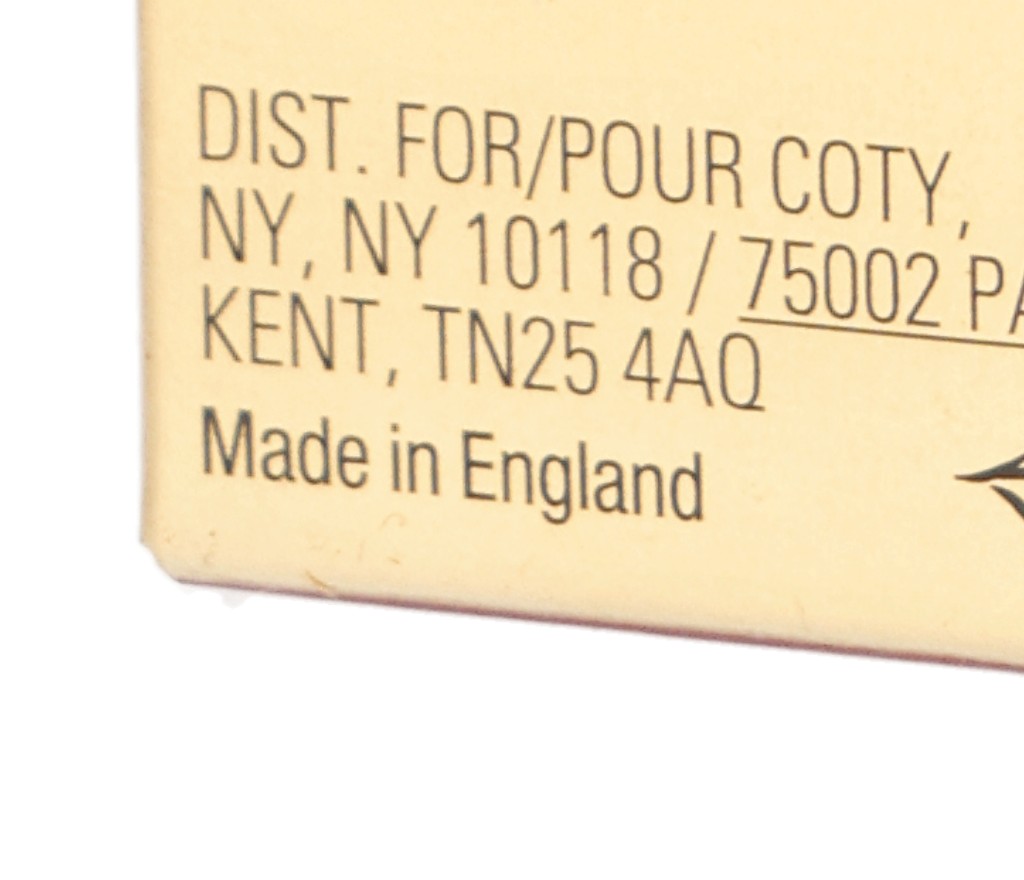 DIST. FOR/POUR COTY,
NY, NY 10118 / 75002
KENT, TN25 4AQ
Made in England